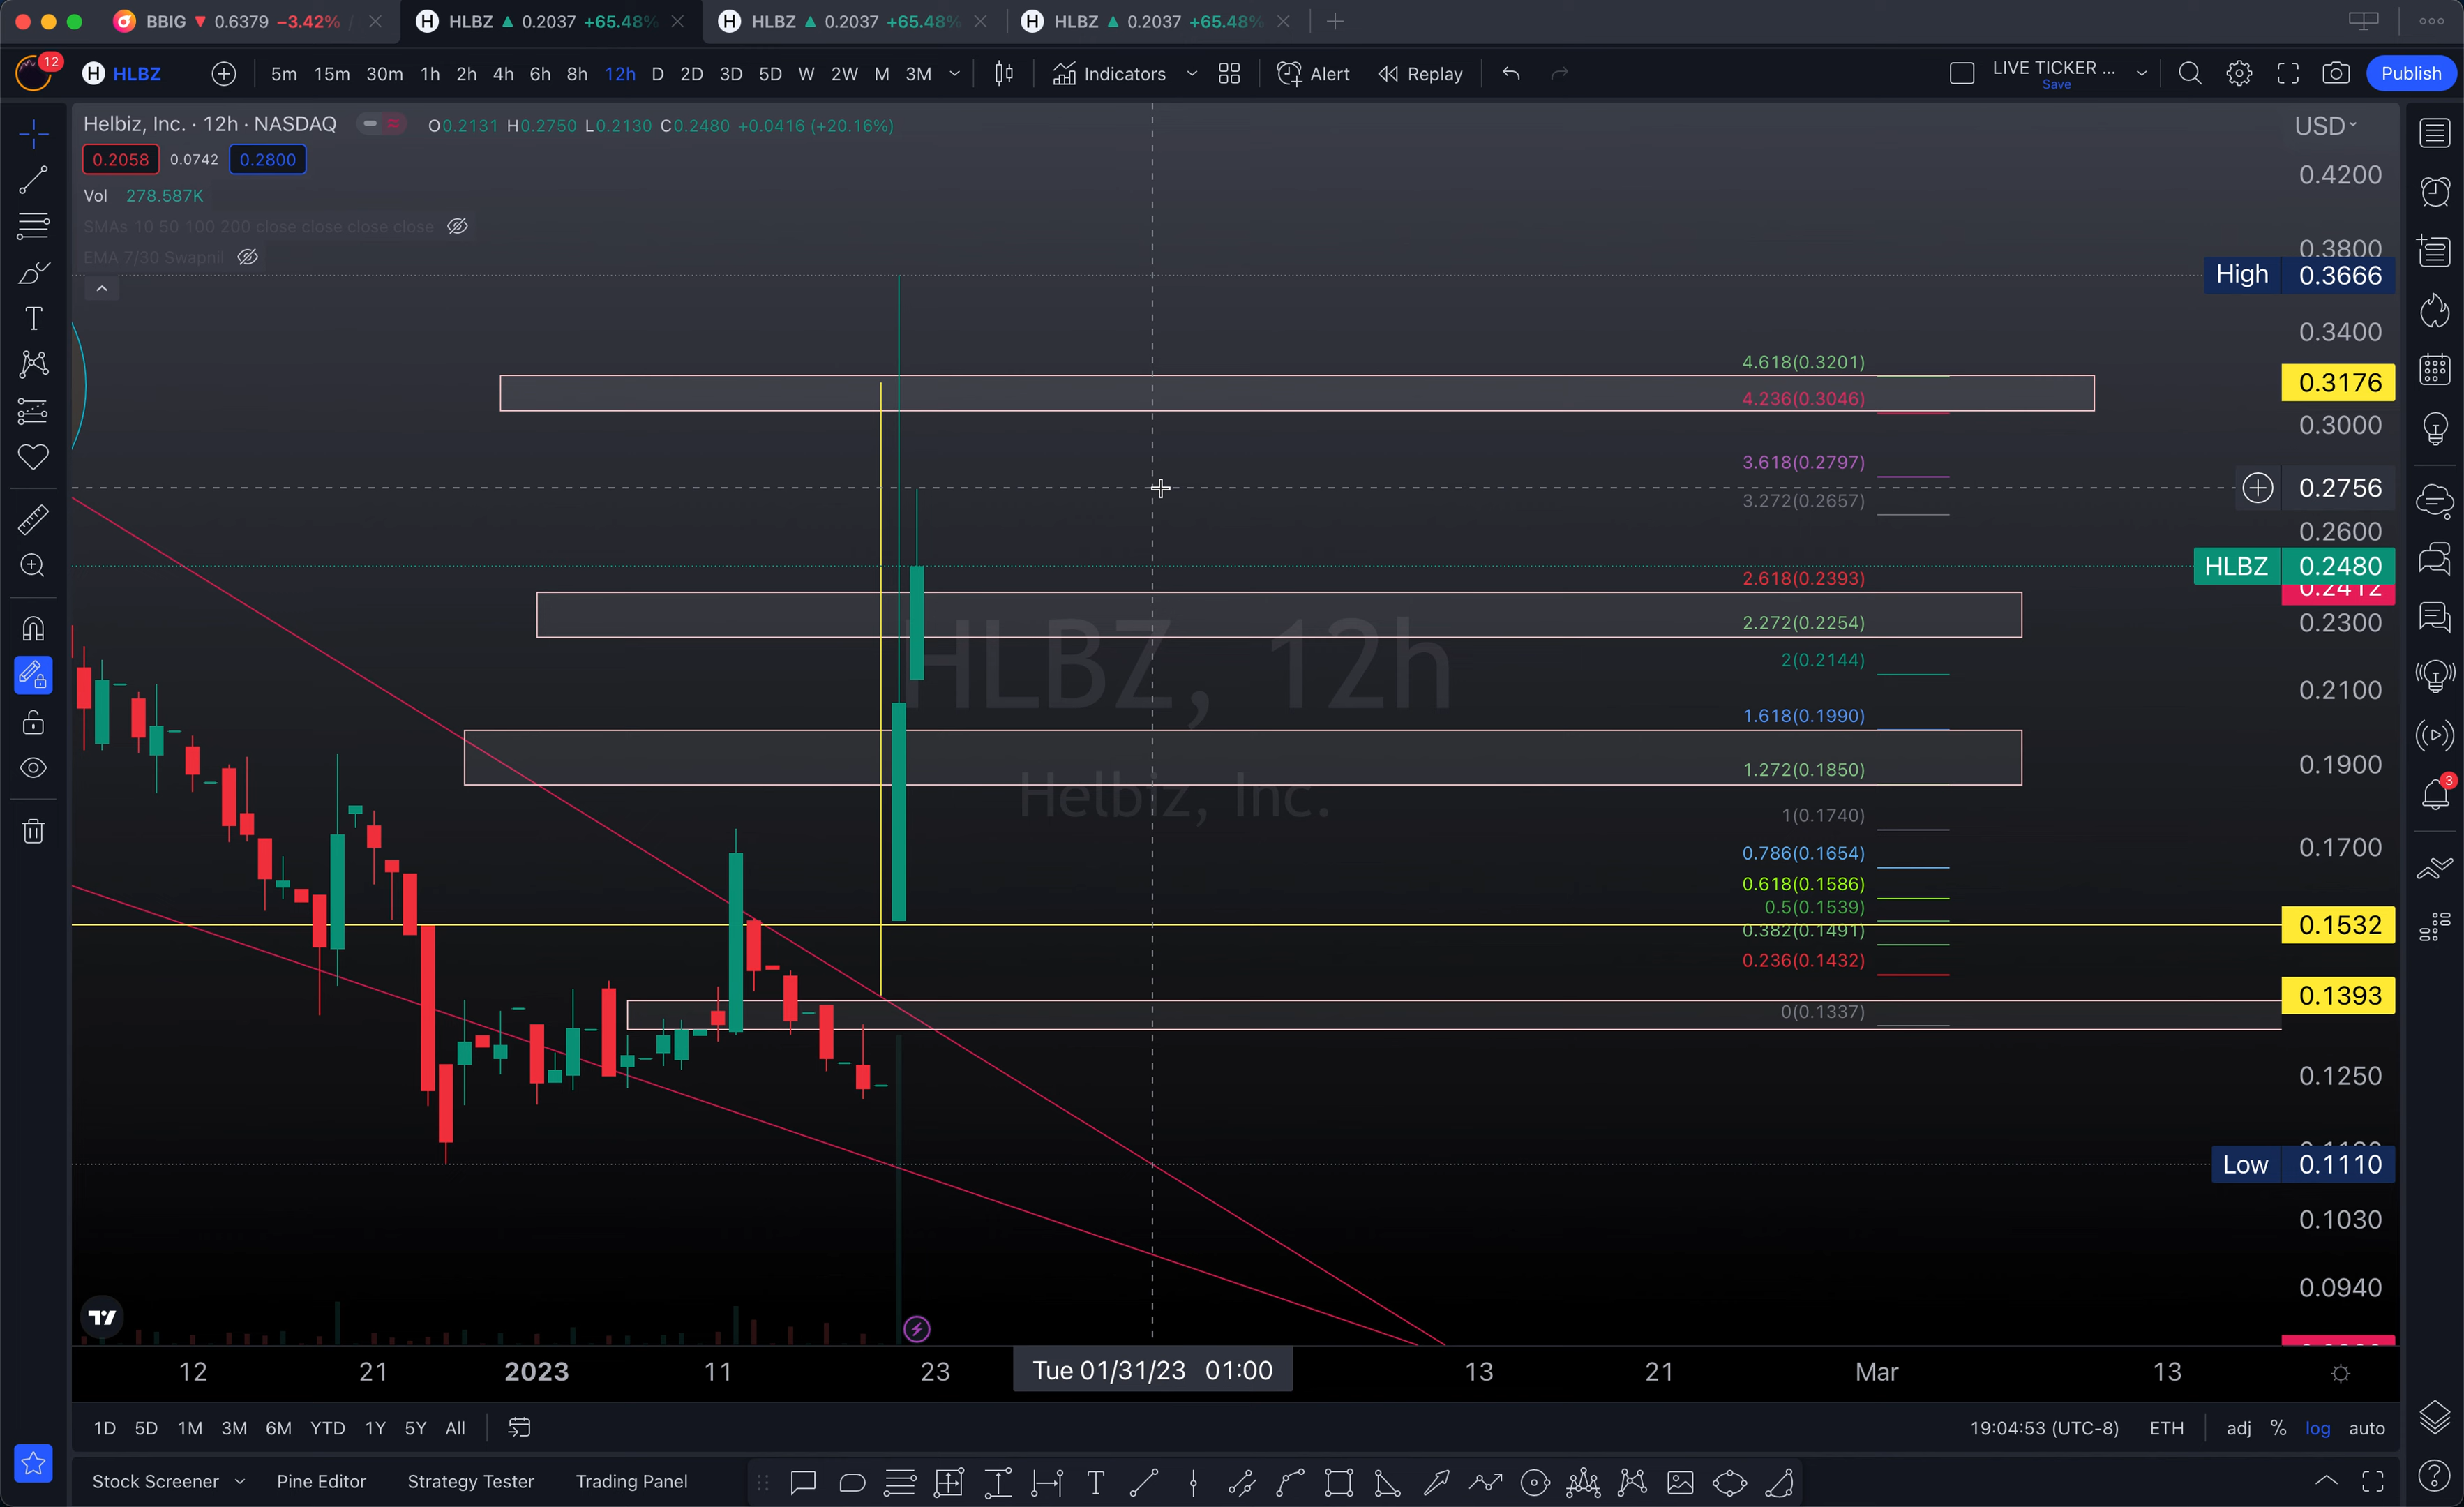 BBIG ▼ 0.6379 −3.42% /
HLBZ ▲ 0.2037 +65.48%
HLBZ ▲ 0.2037 +65.48%
HLBZ ▲ 0.2037 +65.48%
12
H HLBZ
5m 15m 30m 1h 2h 4h 6h 8h 12h D 2D 3D 5D W 2W M 3M
Indicators
Alert
Replay
LIVE TICKER ...
Save
Publish
Helbiz, Inc. · 12h · NASDAQ
O0.2131 H0.2750 L0.2130 C0.2480 +0.0416 (+20.16%)
USD
0.2058 0.0742 0.2800
Vol 278.587K
SMAs 10 50 100 200 close close close close
EMA 7/30 Swapnil
0.4200
0.3800
High 0.3666
0.3400
4.618(0.3201)
0.3176
4.236(0.3046)
0.3000
3.618(0.2797)
0.2756
3.272(0.2657)
0.2600
HLBZ 0.2480
2.618(0.2393)
0.2412
2.272(0.2254)
0.2300
2(0.2144)
0.2100
HLBZ, 12h
Helbiz, Inc.
1.618(0.1990)
1.272(0.1850)
0.1900
1(0.1740)
0.786(0.1654)
0.1700
0.618(0.1586)
0.5(0.1539)
0.382(0.1491)
0.1532
0.236(0.1432)
0.1393
0(0.1337)
0.1250
Low 0.1110
0.1030
0.0940
3
12 21 2023 11 23 Tue 01/31/23 01:00 13 21 Mar 13
1D 5D 1M 3M 6M YTD 1Y 5Y All
19:04:53 (UTC-8) ETH adj % log auto
Stock Screener Pine Editor Strategy Tester Trading Panel